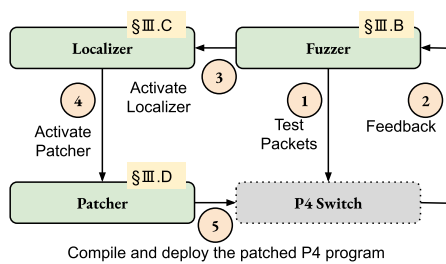 §III.C
§III.B
Localizer
Fuzzer
3
4
Activate
Localizer
1
2
Activate
Patcher
Test
Packets
Feedback
§III.D
Patcher
P4 Switch
5
Compile and deploy the patched P4 program